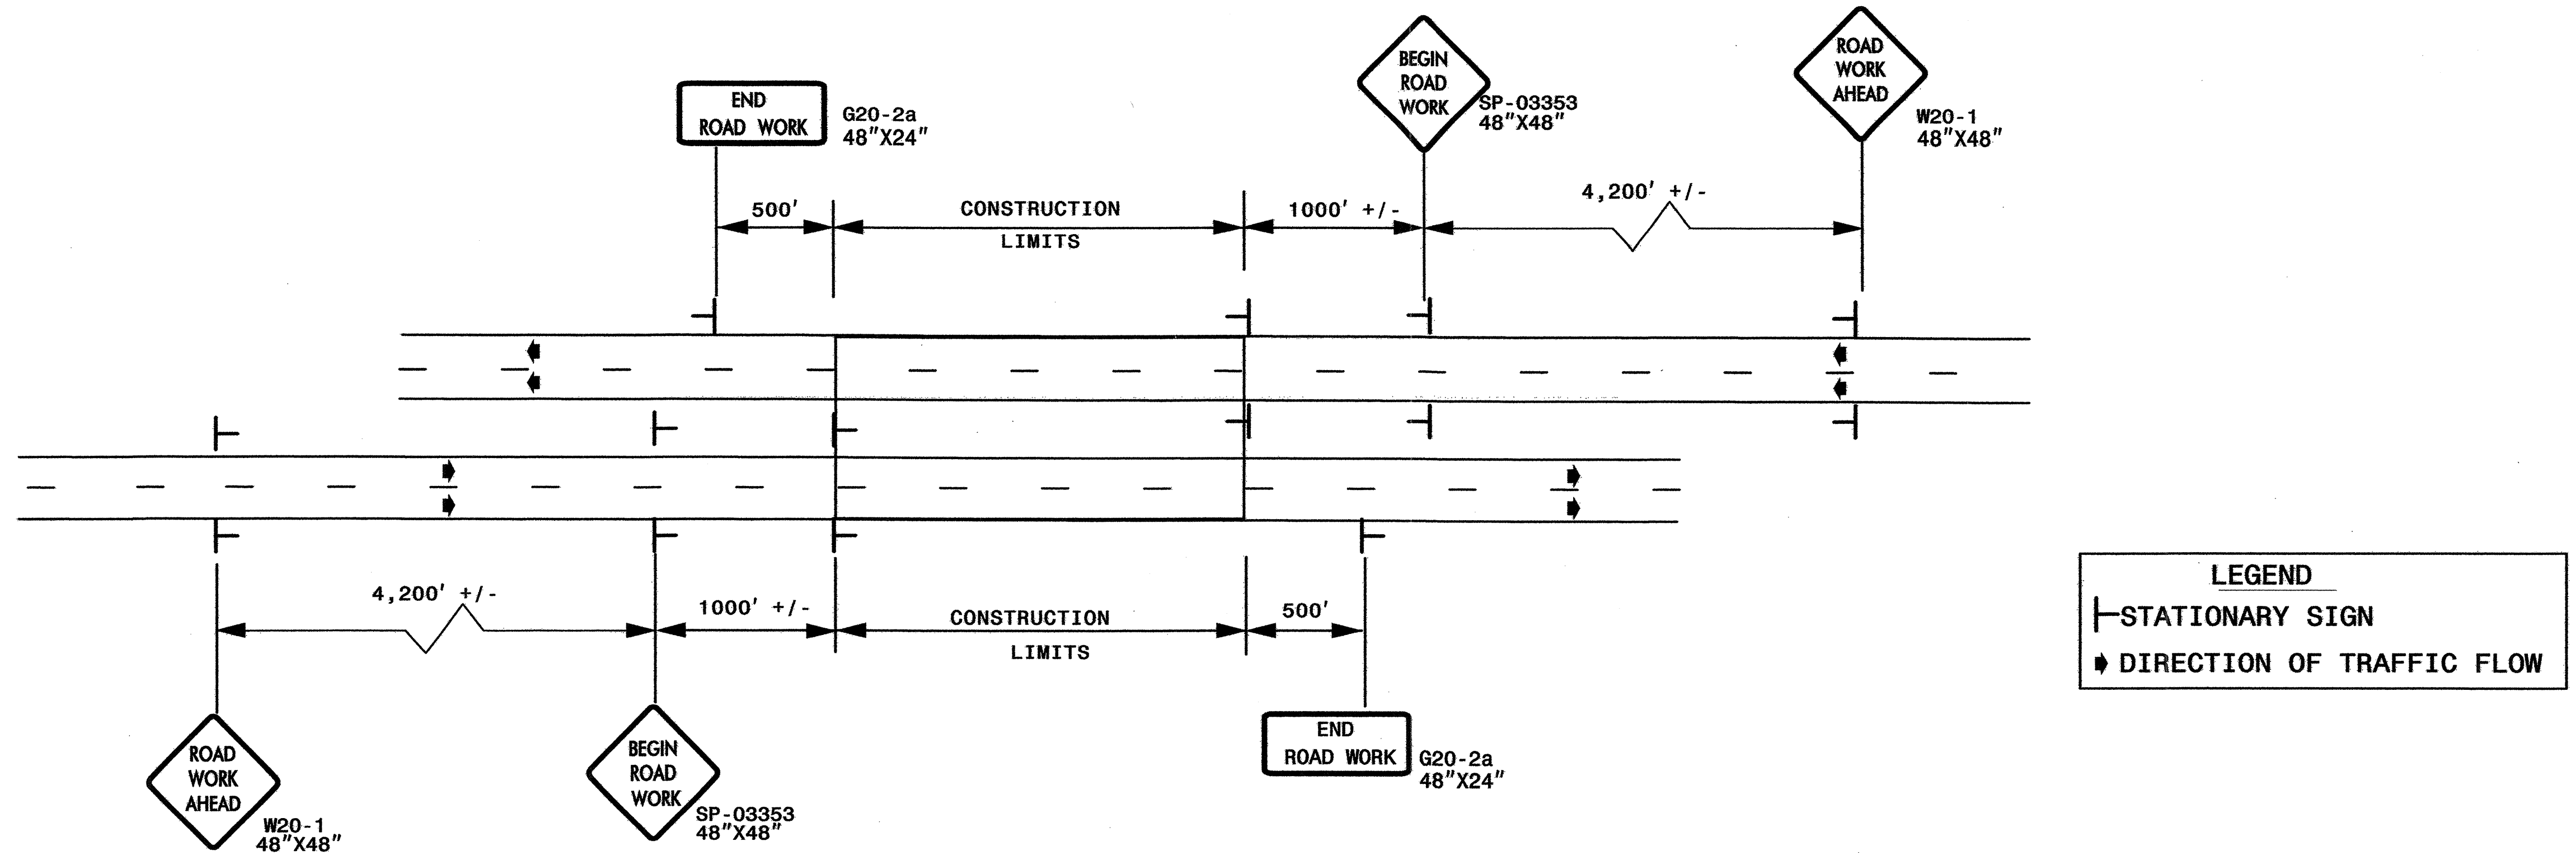 BEGIN
ROAD
WORK
SP-03353
48"X48"
ROAD
WORK
AHEAD
W20-1
48"X48"
END
ROAD WORK
G20-2a
48"X24"
500'
CONSTRUCTION
LIMITS
1000' +/-
4,200' +/-
4,200' +/-
1000' +/-
CONSTRUCTION
LIMITS
500'
ROAD
WORK
AHEAD
W20-1
48"X48"
BEGIN
ROAD
WORK
SP-03353
48"X48"
END
ROAD WORK
G20-2a
48"X24"
LEGEND
STATIONARY SIGN
DIRECTION OF TRAFFIC FLOW